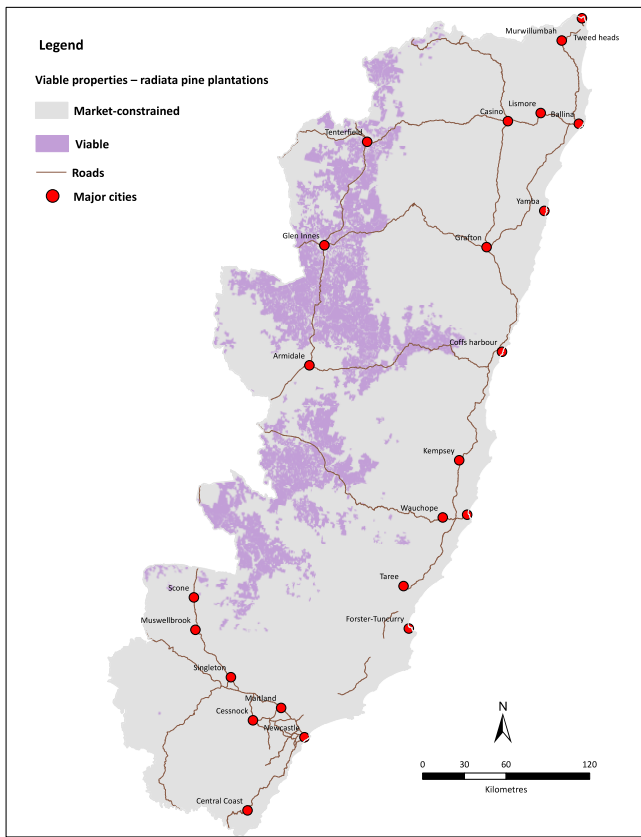 Legend
Viable properties – radiata pine plantations
Market-constrained
Viable
Roads
Major cities
Murwillumbah
Tweed heads
Lismore
Casino
Ballina
Tenterfield
Yamba
Glen Innes
Grafton
Coffs harbour
Armidale
Kempsey
Wauchope
Taree
Scone
Forster-Tuncurry
Muswellbrook
Singleton
Maitland
Cessnock
Newcastle
Central Coast
N
0 30 60 120
Kilometres